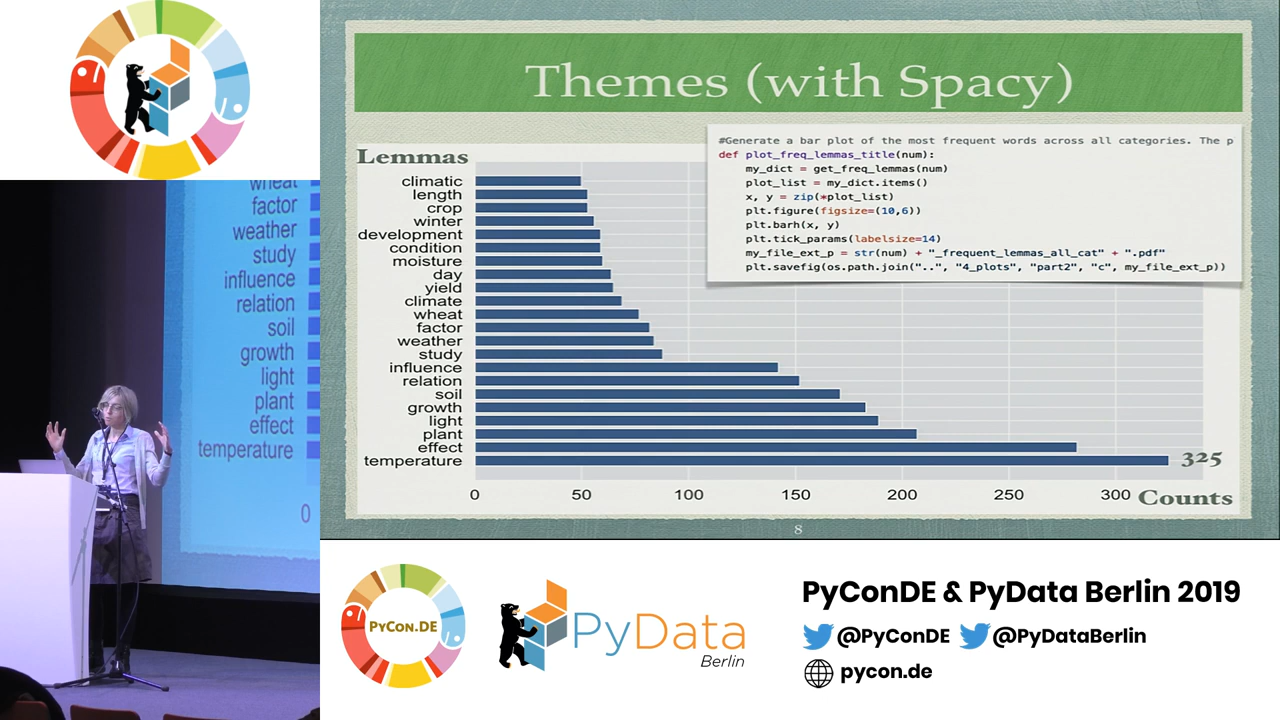 Themes (with Spacy)
#Generate a bar plot of the most frequent words across all categories. The p
def plot_freq_lemmas_title(num):
my_dict = get_freq_lemmas(num)
plot_list = my_dict.items()
x, y = zip(*plot_list)
plt.figure(figsize=(10,6))
plt.barh(x, y)
plt.tick_params(labelsize=14)
my_file_ext_p = str(num) + "_frequent_lemmas_all_cat" + ".pdf"
plt.savefig(os.path.join("..", "4_plots", "part2", "c", my_file_ext_p))
Lemmas
climatic
length
crop
winter
development
condition
moisture
day
yield
climate
wheat
factor
weather
study
influence
relation
soil
growth
light
plant
effect
temperature
325
0 50 100 150 200 250 300 Counts
8
wheat
factor
weather
study
influence
relation
soil
growth
light
plant
effect
temperature
0
PyCon.DE
PyData
Berlin
PyConDE & PyData Berlin 2019
@PyConDE @PyDataBerlin
pycon.de